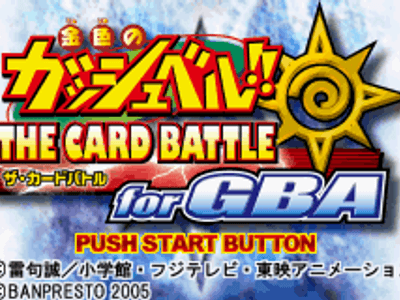 金色の
ガッシュベル!!
THE CARD BATTLE
ザ・カードバトル
for GBA
PUSH START BUTTON
©雷句誠／小学館・フジテレビ・東映アニメーション
©BANPRESTO 2005